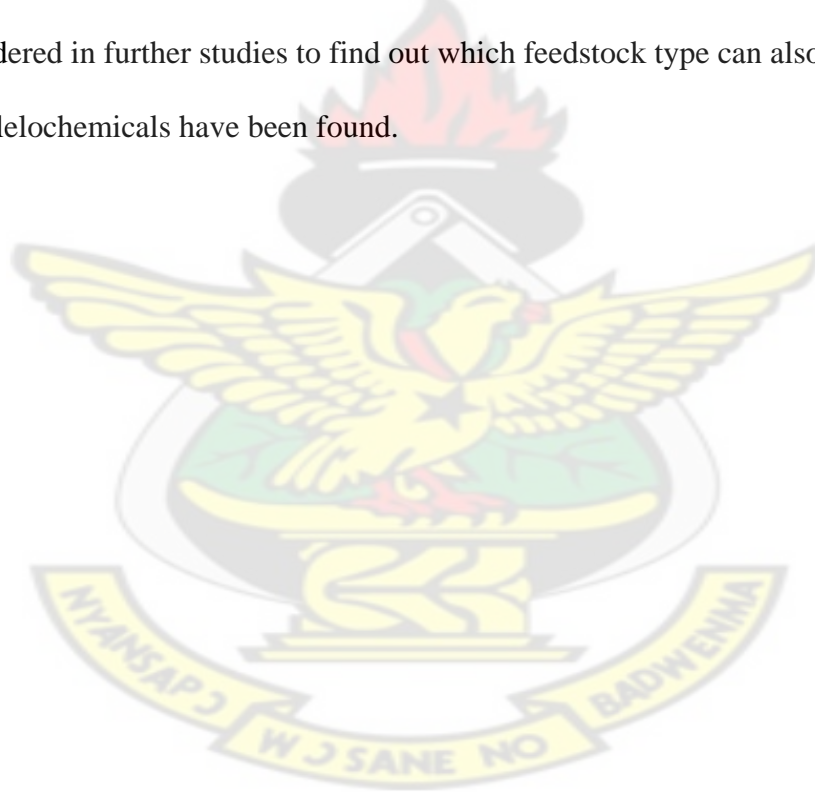 dered in further studies to find out which feedstock type can also
lelochemicals have been found.
NYANSAPƆ
WƆSANE NO
BADWENMA